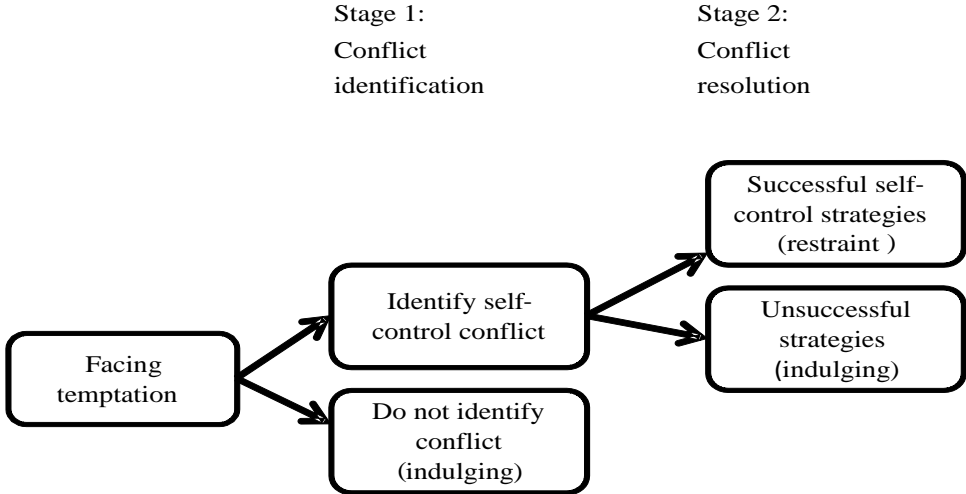 Stage 1:
Conflict
identification
Stage 2:
Conflict
resolution
Facing
temptation
Identify self-
control conflict
Do not identify
conflict
(indulging)
Successful self-
control strategies
(restraint )
Unsuccessful
strategies
(indulging)